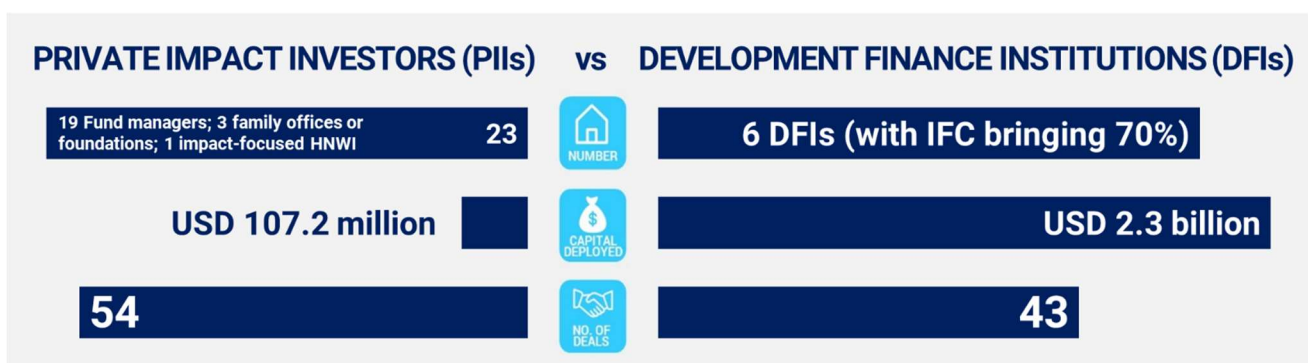 PRIVATE IMPACT INVESTORS (PIIs) vs DEVELOPMENT FINANCE INSTITUTIONS (DFIs)
19 Fund managers; 3 family offices or
foundations; 1 impact-focused HNWI
23
NUMBER
6 DFIs (with IFC bringing 70%)
USD 107.2 million
$
CAPITAL
DEPLOYED
USD 2.3 billion
54
NO. OF
DEALS
43